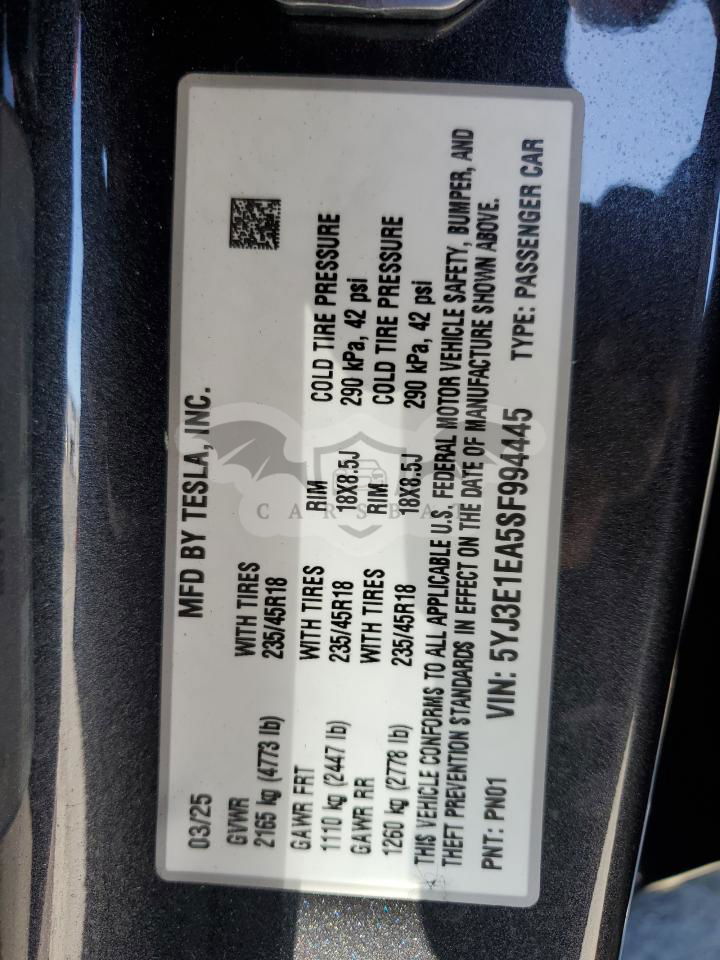 MFD BY TESLA, INC.
03/25
GVWR WITH TIRES
2165 kg (4773 lb) 235/45R18
GAWR FRT WITH TIRES RIM COLD TIRE PRESSURE
1110 kg (2447 lb) 235/45R18 18X8.5J 290 kPa, 42 psi
GAWR RR WITH TIRES RIM COLD TIRE PRESSURE
1260 kg (2778 lb) 235/45R18 18X8.5J 290 kPa, 42 psi
THIS VEHICLE CONFORMS TO ALL APPLICABLE U.S. FEDERAL MOTOR VEHICLE SAFETY, BUMPER, AND
THEFT PREVENTION STANDARDS IN EFFECT ON THE DATE OF MANUFACTURE SHOWN ABOVE.
PNT: PN01 VIN: 5YJ3E1EA5SF994445 TYPE: PASSENGER CAR
CARSBAT